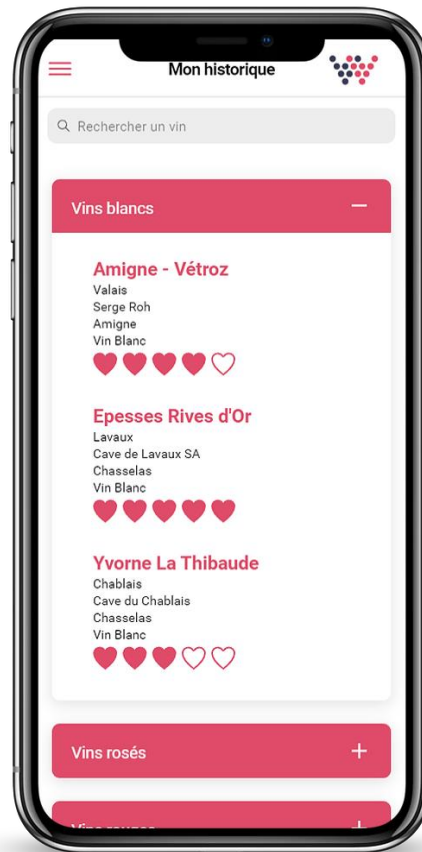 Mon historique
Rechercher un vin
Vins blancs
Amigne - Vétroz
Valais
Serge Roh
Amigne
Vin Blanc
Epesses Rives d'Or
Lavaux
Cave de Lavaux SA
Chasselas
Vin Blanc
Yvorne La Thibaude
Chablais
Cave du Chablais
Chasselas
Vin Blanc
Vins rosés
Vins rouges